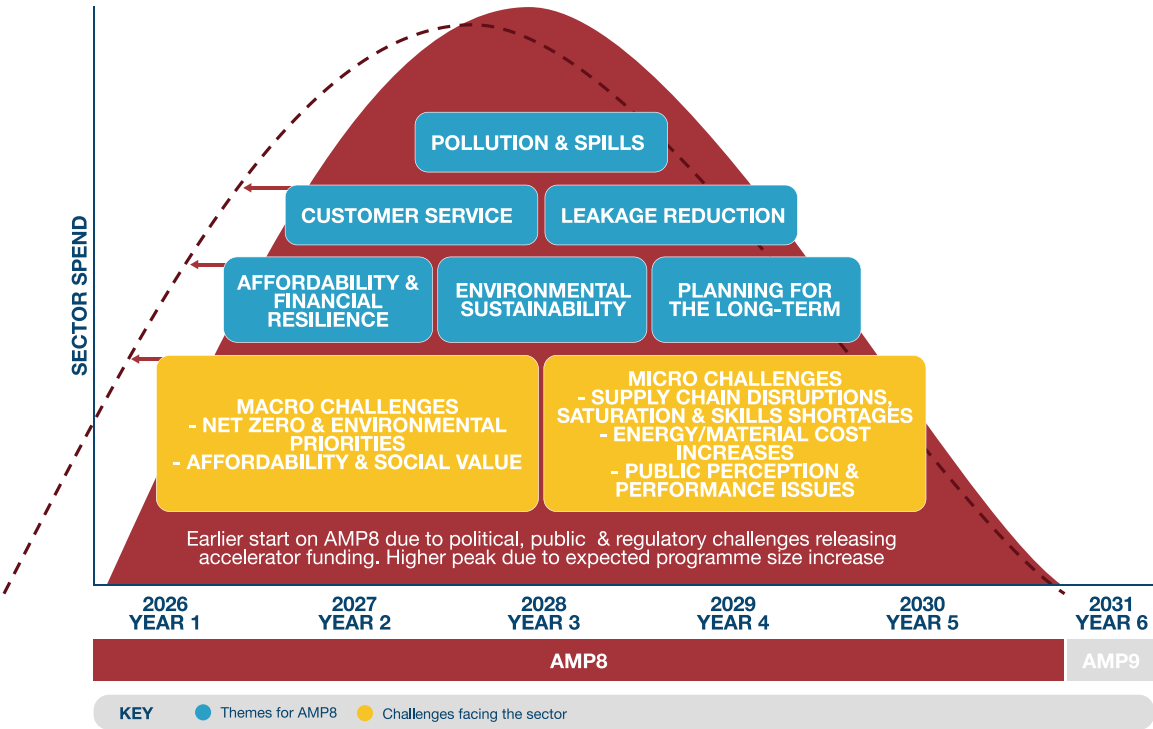 SECTOR SPEND
POLLUTION & SPILLS
CUSTOMER SERVICE
LEAKAGE REDUCTION
AFFORDABILITY &
FINANCIAL
RESILIENCE
ENVIRONMENTAL
SUSTAINABILITY
PLANNING FOR
THE LONG-TERM
MACRO CHALLENGES
- NET ZERO & ENVIRONMENTAL
PRIORITIES
- AFFORDABILITY & SOCIAL VALUE
MICRO CHALLENGES
- SUPPLY CHAIN DISRUPTIONS,
SATURATION & SKILLS SHORTAGES
- ENERGY/MATERIAL COST
INCREASES
- PUBLIC PERCEPTION &
PERFORMANCE ISSUES
Earlier start on AMP8 due to political, public & regulatory challenges releasing
accelerator funding. Higher peak due to expected programme size increase
2026
YEAR 1
2027
YEAR 2
2028
YEAR 3
2029
YEAR 4
2030
YEAR 5
2031
YEAR 6
AMP8
AMP9
KEY
Themes for AMP8
Challenges facing the sector